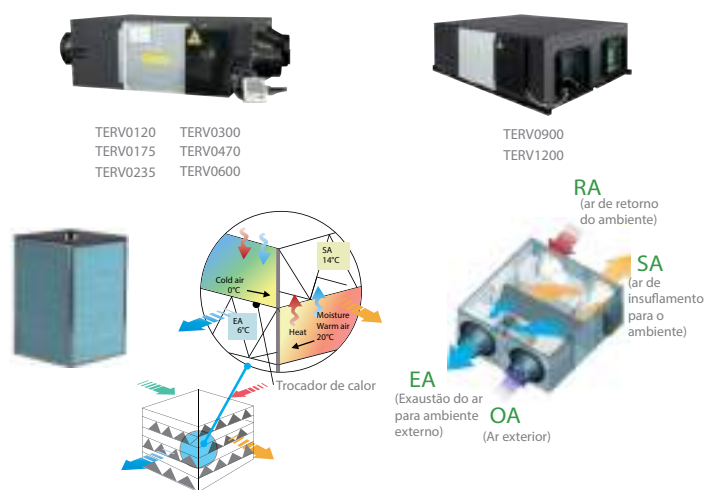 TERV0120 TERV0300
TERV0175 TERV0470
TERV0235 TERV0600
TERV0900
TERV1200
RA
(ar de retorno
do ambiente)
SA
(ar de
insuflamento
para o
ambiente)
SA
14°C
Cold air
0°C
EA
6°C
Heat
Moisture
Warm air
20°C
Trocador de calor
EA
(Exaustão do ar
para ambiente
externo)
OA
(Ar exterior)